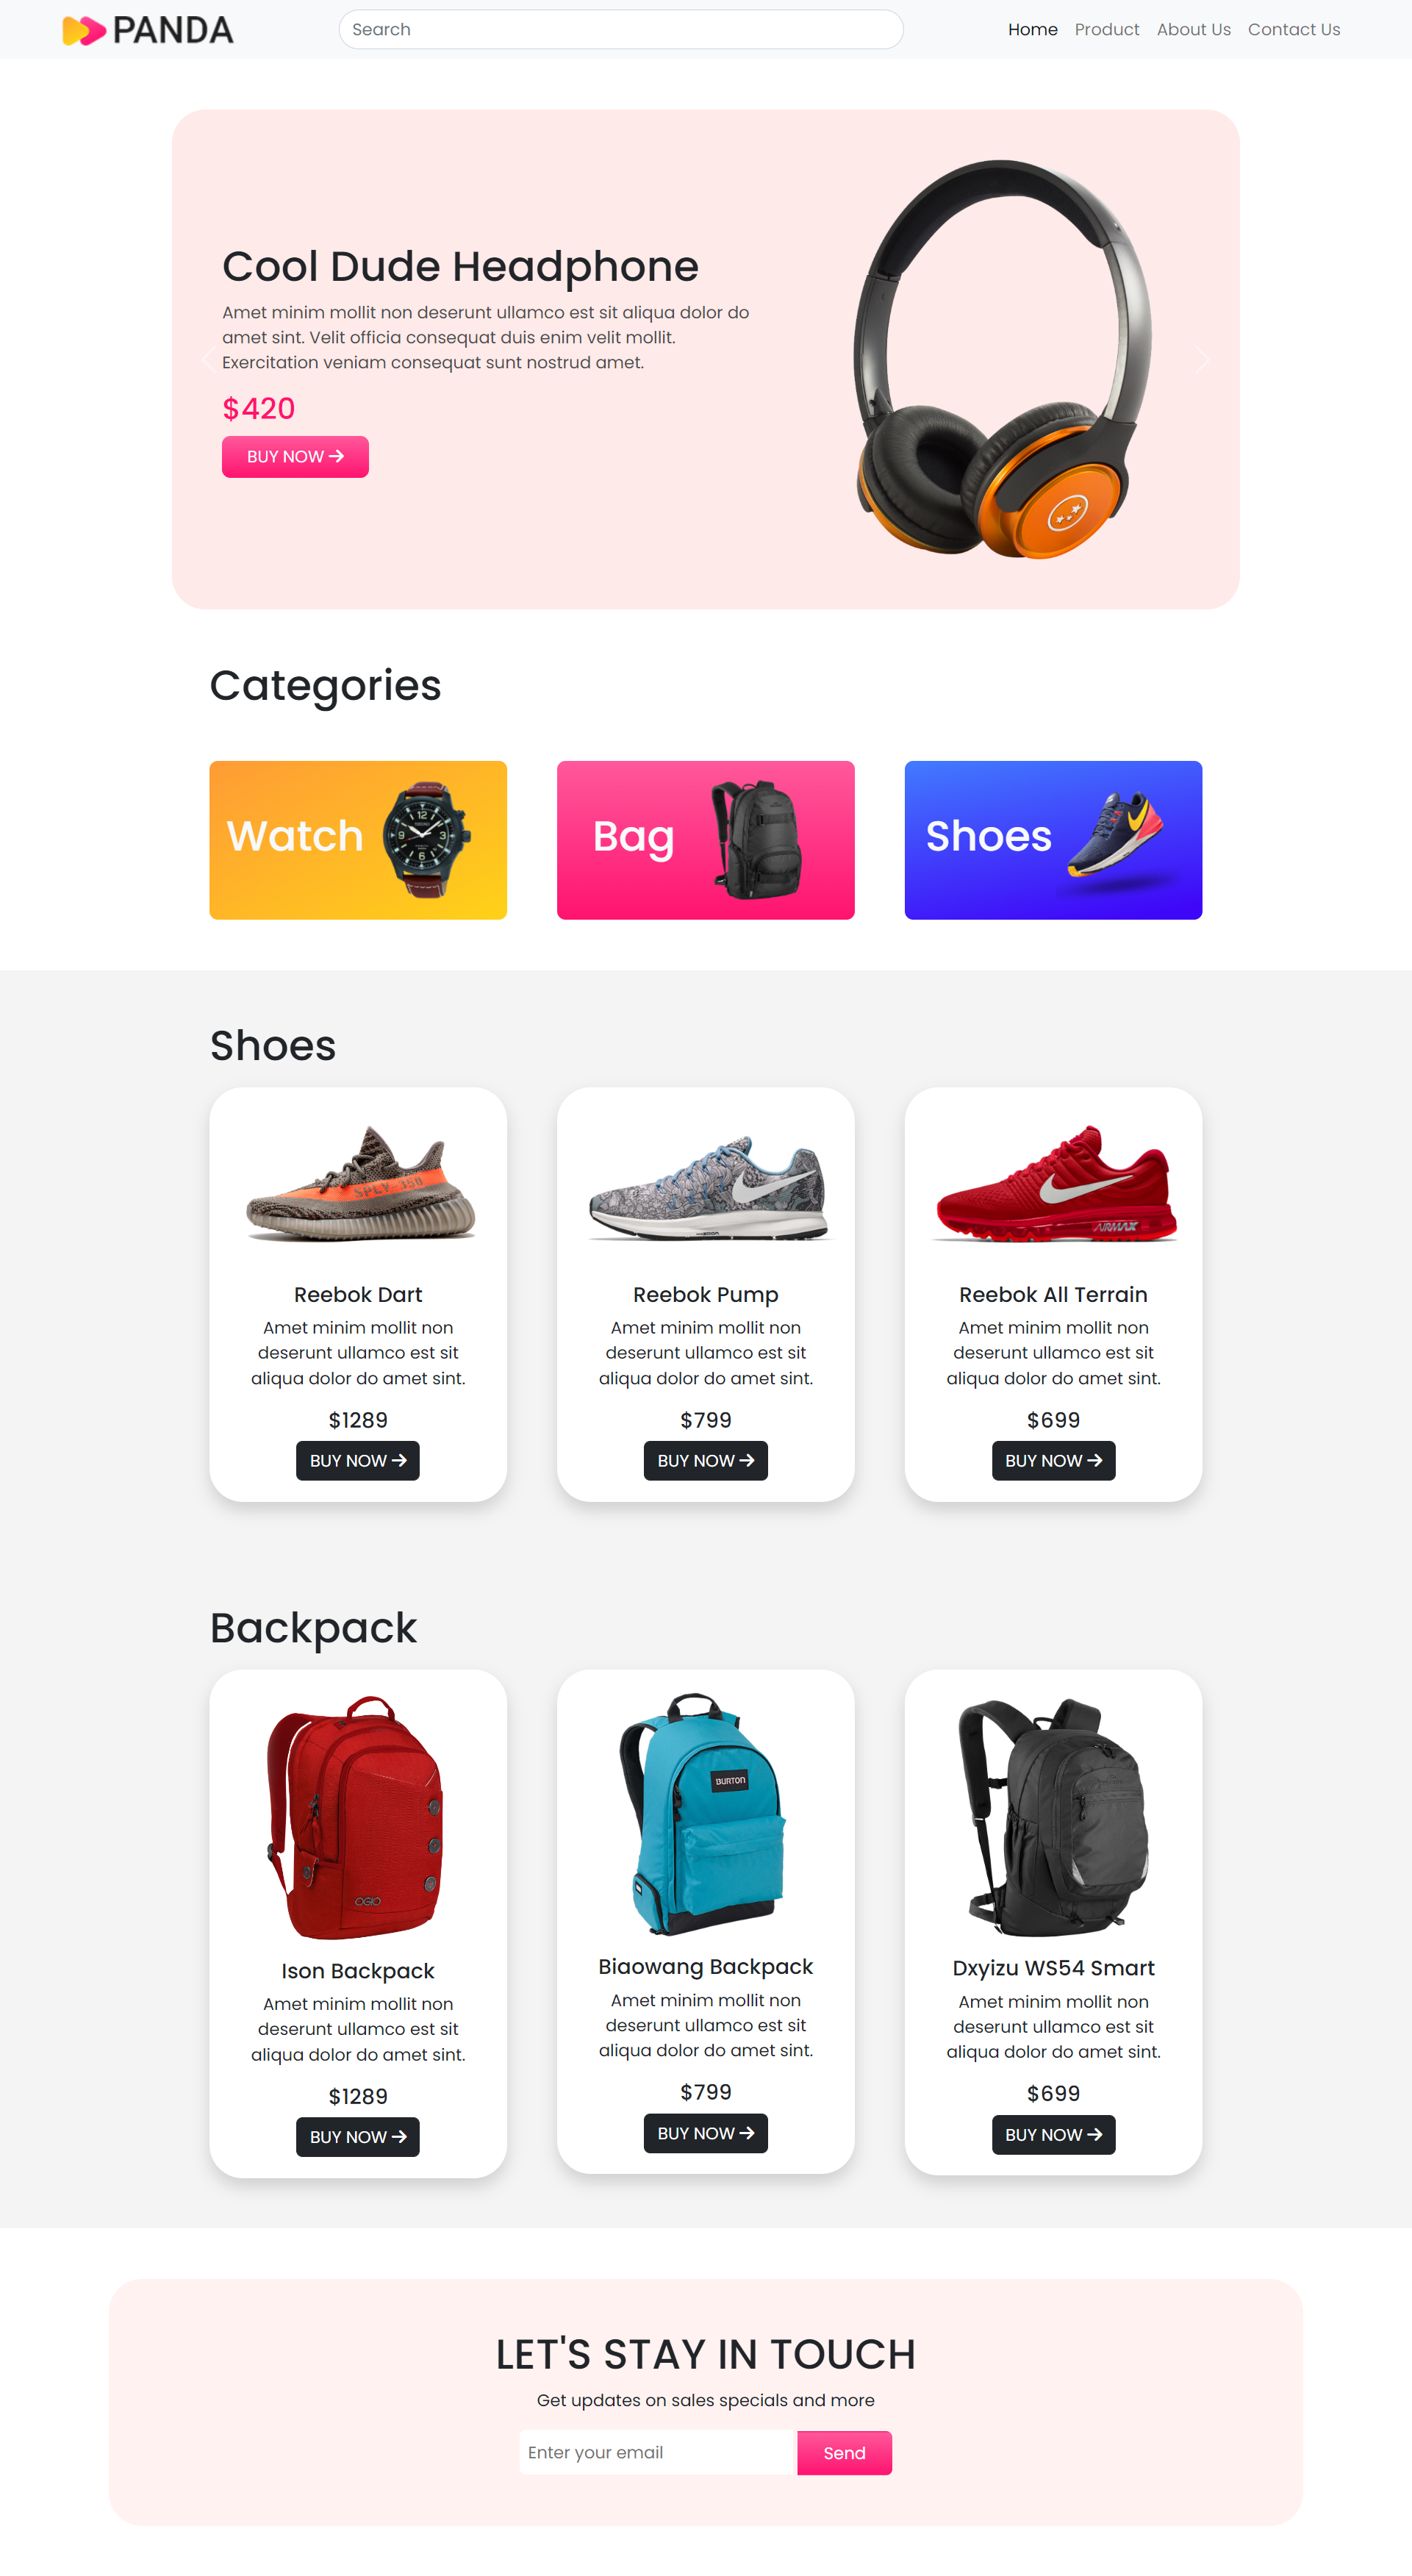 PANDA
Search
Home Product About Us Contact Us
Cool Dude Headphone
Amet minim mollit non deserunt ullamco est sit aliqua dolor do
amet sint. Velit officia consequat duis enim velit mollit.
Exercitation veniam consequat sunt nostrud amet.
$420
BUY NOW →
Categories
Watch
Bag
Shoes
Shoes
SPLY-350
AIRMAX
Reebok Dart
Amet minim mollit non
deserunt ullamco est sit
aliqua dolor do amet sint.
$1289
BUY NOW →
Reebok Pump
Amet minim mollit non
deserunt ullamco est sit
aliqua dolor do amet sint.
$799
BUY NOW →
Reebok All Terrain
Amet minim mollit non
deserunt ullamco est sit
aliqua dolor do amet sint.
$699
BUY NOW →
Backpack
OGIO
BURTON
Ison Backpack
Amet minim mollit non
deserunt ullamco est sit
aliqua dolor do amet sint.
$1289
BUY NOW →
Biaowang Backpack
Amet minim mollit non
deserunt ullamco est sit
aliqua dolor do amet sint.
$799
BUY NOW →
Dxyizu WS54 Smart
Amet minim mollit non
deserunt ullamco est sit
aliqua dolor do amet sint.
$699
BUY NOW →
LET'S STAY IN TOUCH
Get updates on sales specials and more
Enter your email
Send